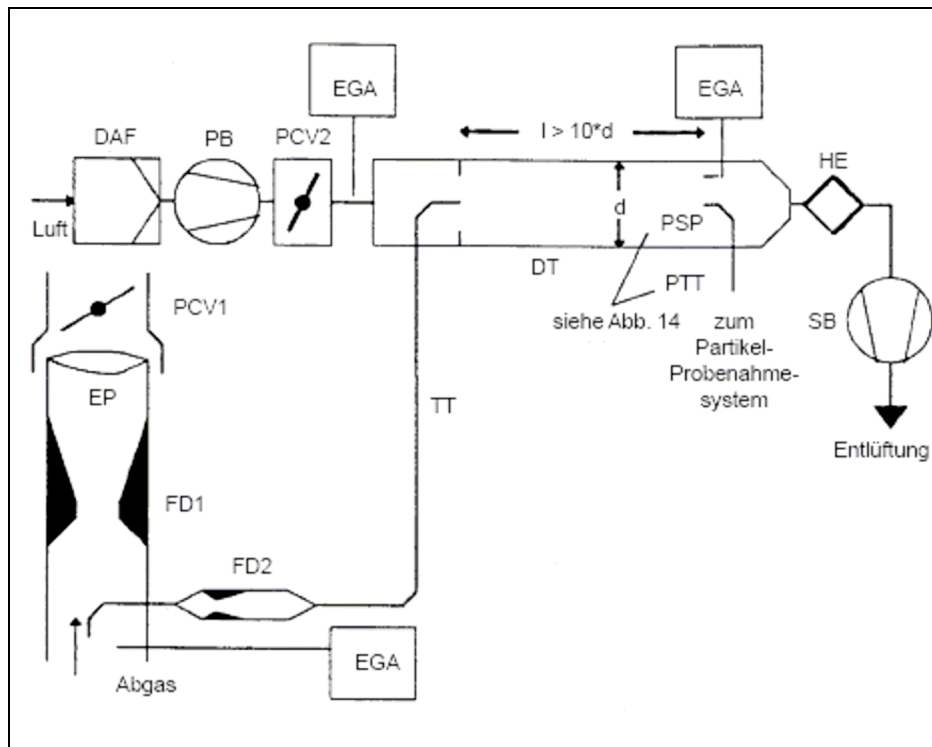 EGA
EGA
DAF
PB
PCV2
l > 10*d
HE
Luft
d
PSP
DT
PTT
PCV1
siehe Abb. 14
zum
Partikel-
Probenahme-
system
SB
EP
TT
Entlüftung
FD1
FD2
EGA
Abgas